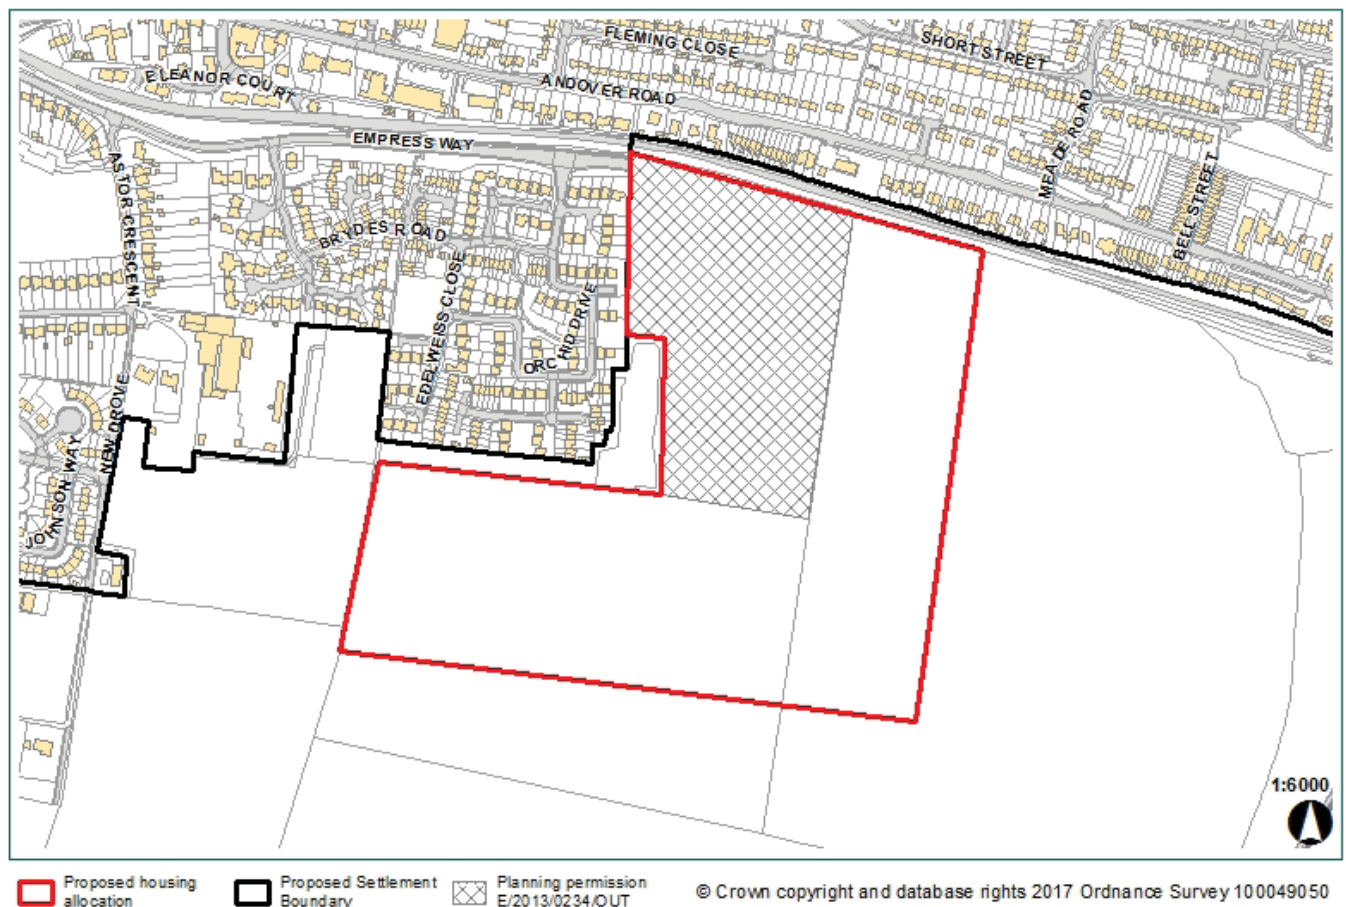 FLEMING CLOSE
SHORT STREET
ELEANOR COURT
ANDOVER ROAD
MEADE ROAD
EMPRESS WAY
ASTOR CRESCENT
BELL STREET
BRYDES ROAD
EDELWEISS CLOSE
ORCHID DRIVE
NEW DROVE
JOHNSON WAY
1:6000
Proposed housing
allocation
Proposed Settlement
Boundary
Planning permission
E/2013/0234/OUT
© Crown copyright and database rights 2017 Ordnance Survey 100049050